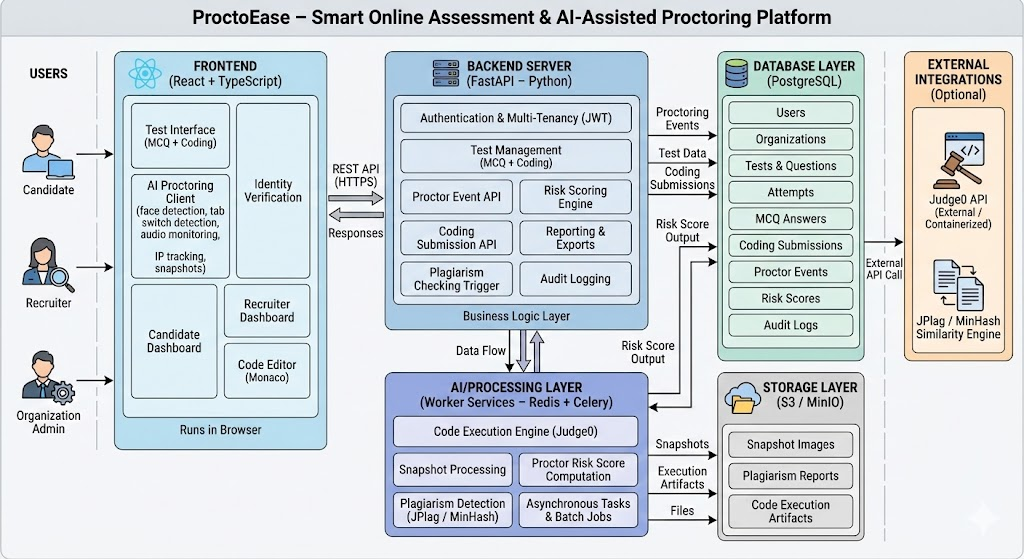 ProctoEase – Smart Online Assessment & AI-Assisted Proctoring Platform
USERS
Candidate
Recruiter
Organization
Admin
FRONTEND
(React + TypeScript)
Test Interface
(MCQ + Coding)
AI Proctoring
Client
(face detection, tab
switch detection,
audio monitoring,
IP tracking,
snapshots)
Identity
Verification
Candidate
Dashboard
Recruiter
Dashboard
Code Editor
(Monaco)
Runs in Browser
REST API
(HTTPS)
Responses
BACKEND SERVER
(FastAPI – Python)
Authentication & Multi-Tenancy (JWT)
Test Management
(MCQ + Coding)
Proctor Event API
Risk Scoring
Engine
Coding
Submission API
Reporting &
Exports
Plagiarism
Checking Trigger
Audit Logging
Business Logic Layer
Data Flow
Proctoring
Events
Test Data
Coding
Submissions
Risk Score
Output
Risk Score
Output
AI/PROCESSING LAYER
(Worker Services – Redis + Celery)
Code Execution Engine (Judge0)
Snapshot Processing
Proctor Risk Score
Computation
Plagiarism Detection
(JPlag / MinHash)
Asynchronous Tasks
& Batch Jobs
Snapshots
Execution
Artifacts
Files
DATABASE LAYER
(PostgreSQL)
Users
Organizations
Tests & Questions
Attempts
MCQ Answers
Coding Submissions
Proctor Events
Risk Scores
Audit Logs
External
API Call
STORAGE LAYER
(S3 / MinIO)
Snapshot Images
Plagiarism Reports
Code Execution
Artifacts
EXTERNAL
INTEGRATIONS
(Optional)
Judge0 API
(External /
Containerized)
JPlag / MinHash
Similarity Engine